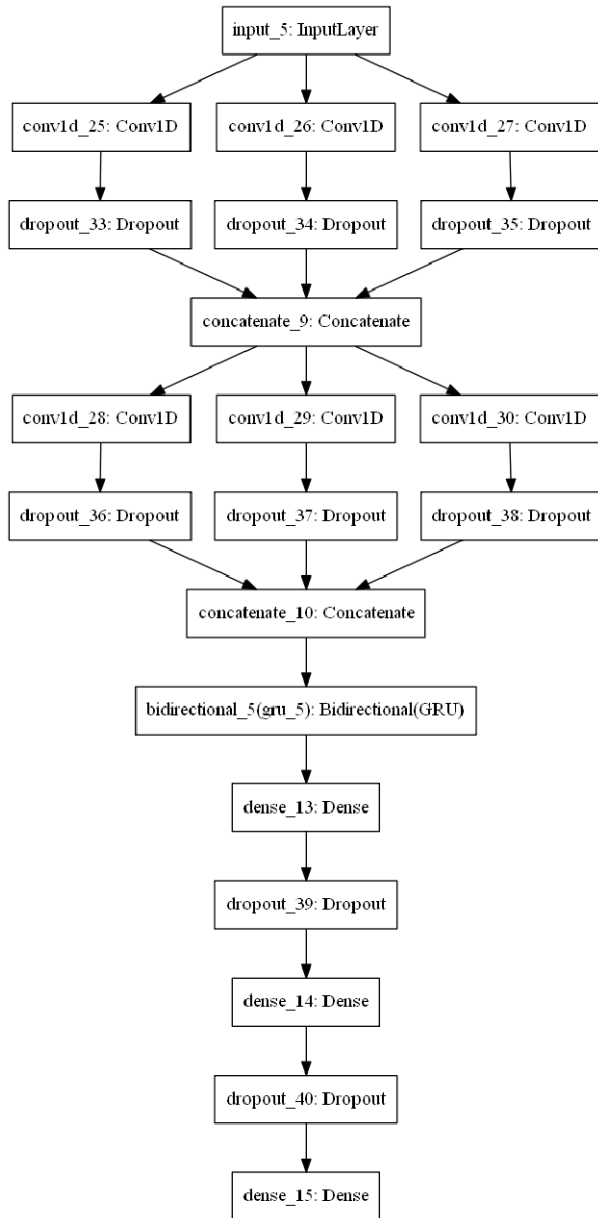 input_5: InputLayer
conv1d_25: Conv1D
conv1d_26: Conv1D
conv1d_27: Conv1D
dropout_33: Dropout
dropout_34: Dropout
dropout_35: Dropout
concatenate_9: Concatenate
conv1d_28: Conv1D
conv1d_29: Conv1D
conv1d_30: Conv1D
dropout_36: Dropout
dropout_37: Dropout
dropout_38: Dropout
concatenate_10: Concatenate
bidirectional_5(gru_5): Bidirectional(GRU)
dense_13: Dense
dropout_39: Dropout
dense_14: Dense
dropout_40: Dropout
dense_15: Dense